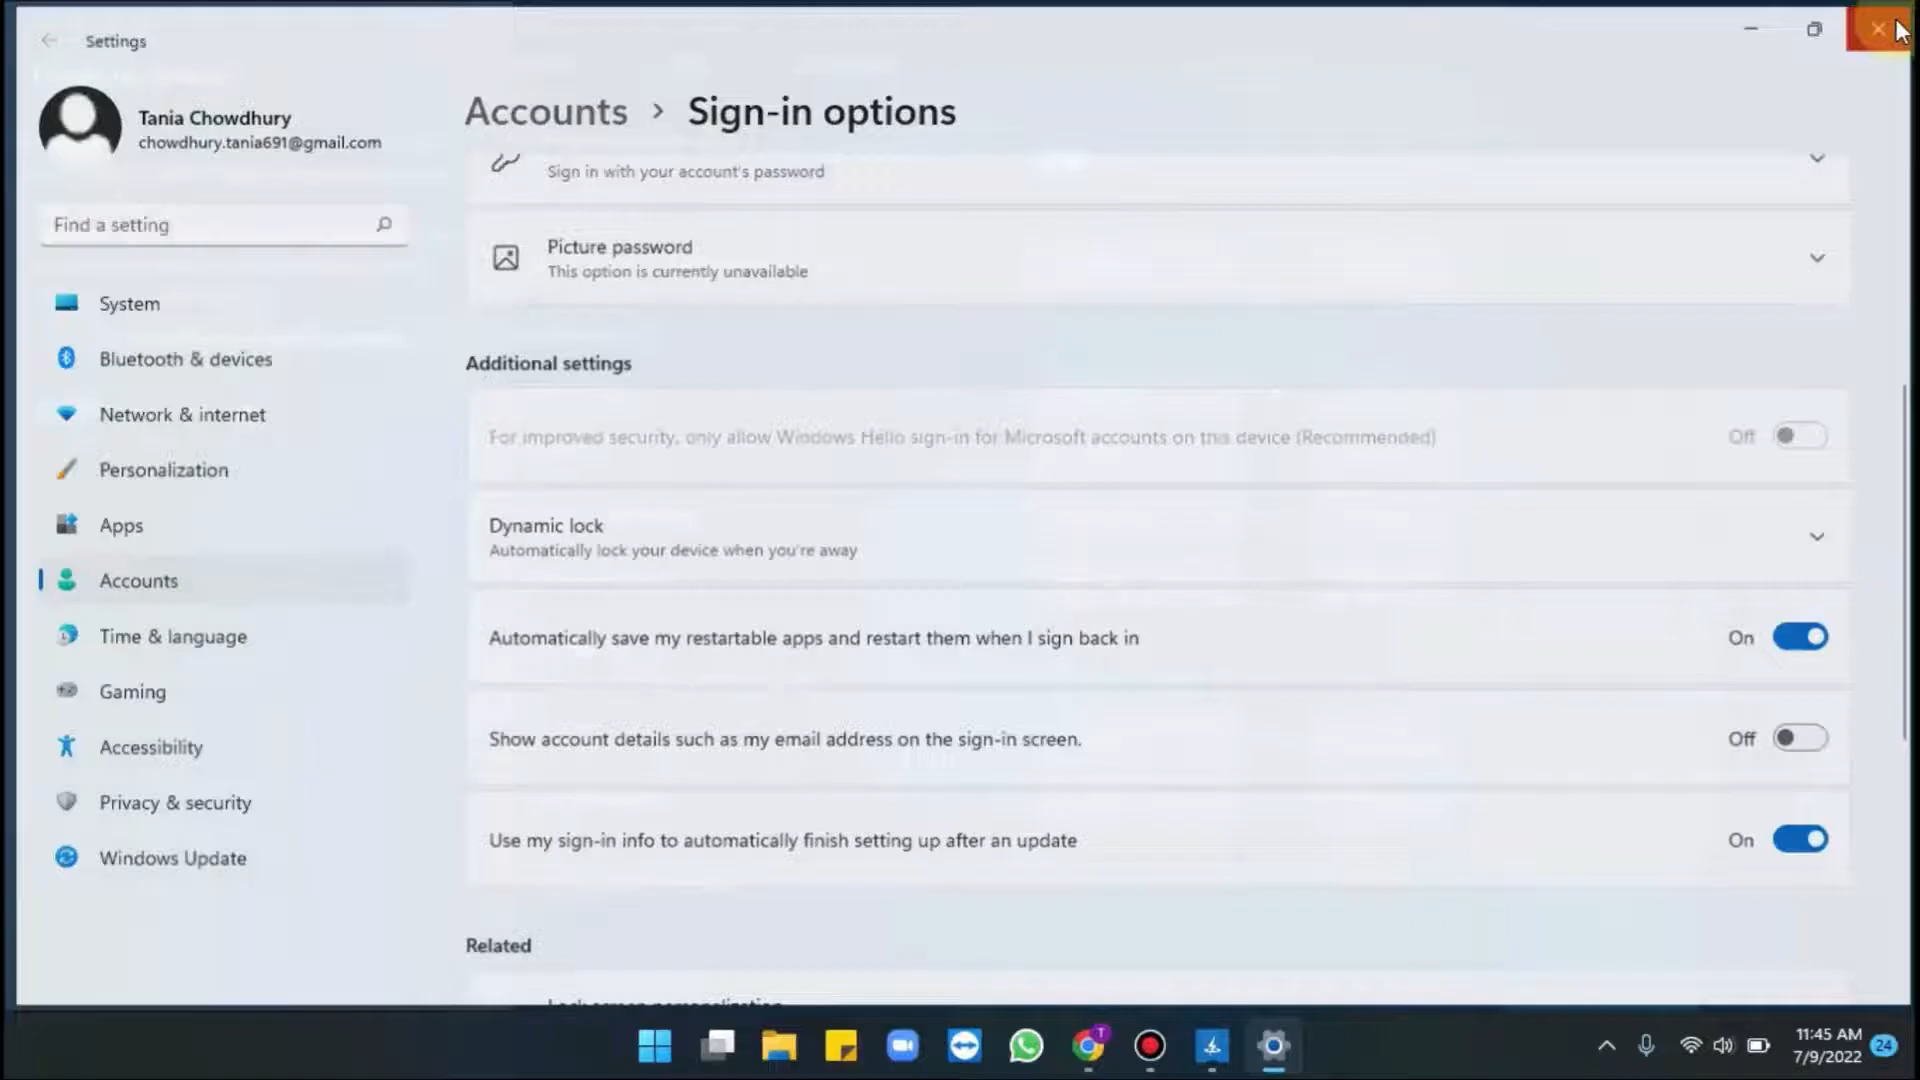 Settings
Tania Chowdhury
chowdhury.tania691@gmail.com
Find a setting
System
Bluetooth & devices
Network & internet
Personalization
Apps
Accounts
Time & language
Gaming
Accessibility
Privacy & security
Windows Update
Accounts > Sign-in options
Sign in with your account's password
Picture password
This option is currently unavailable
Additional settings
For improved security, only allow Windows Hello sign-in for Microsoft accounts on this device (Recommended)
Off
Dynamic lock
Automatically lock your device when you're away
Automatically save my restartable apps and restart them when I sign back in
On
Show account details such as my email address on the sign-in screen.
Off
Use my sign-in info to automatically finish setting up after an update
On
Related
Lock screen personalization
T
11:45 AM
7/9/2022
24